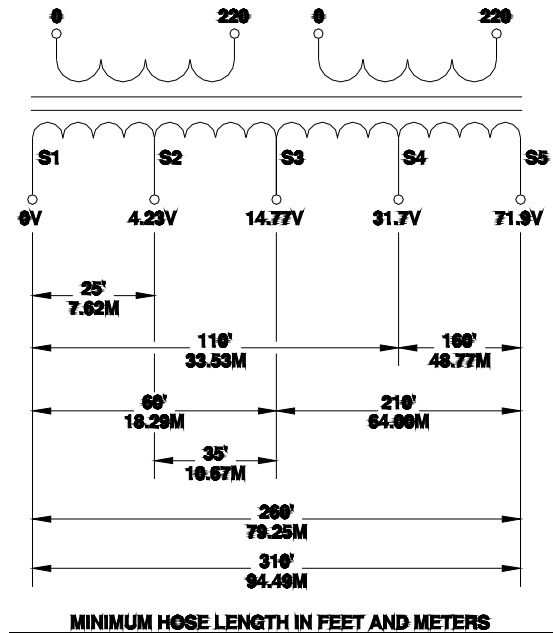 0 220 0 220
S1 S2 S3 S4 S5
0V 4.23V 14.77V 31.7V 71.9V
25'
7.62M
110' 160'
33.53M 48.77M
60' 210'
18.29M 64.00M
35'
10.67M
260'
79.25M
310'
94.49M
MINIMUM HOSE LENGTH IN FEET AND METERS